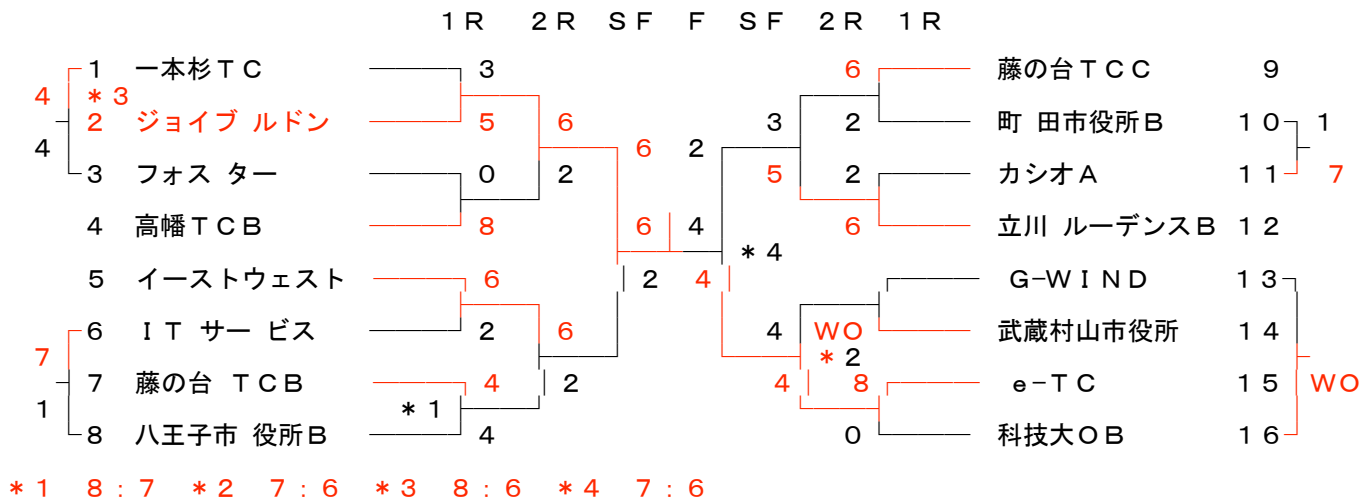 1R 2R SF F SF 2R 1R
1 一本杉TC 3 6 藤の台TCC 9
4 *3
2 ジョイブ ルドン 5 6 3 2 町 田市役所B 10 1
4 6 2
3 フォス ター 0 2 5 2 カシオA 11 7
4 高幡TCB 8 6 4 6 立川 ルーデンスB 12
*4
5 イーストウェスト 6 2 4 G-WIND 13
6 IT サー ビス 2 6 4 WO 武蔵村山市役所 14
7 *2
7 藤の台 TCB 4 2 4 8 e-TC 15 WO
1 *1
8 八王子市 役所B 4 0 科技大OB 16
*1 8:7 *2 7:6 *3 8:6 *4 7:6